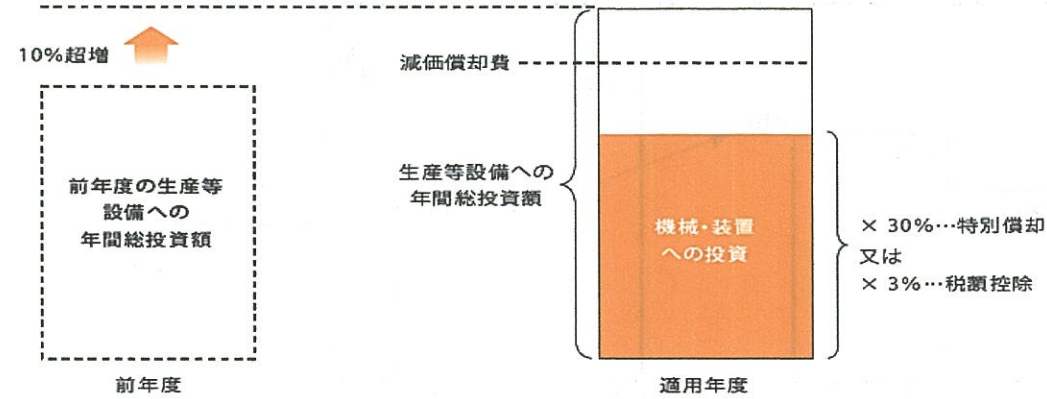 10%超増
前年度の生産等
設備への
年間総投資額
前年度
減価償却費
生産等設備への
年間総投資額
機械・装置
への投資
× 30%…特別償却
又は
× 3%…税額控除
適用年度